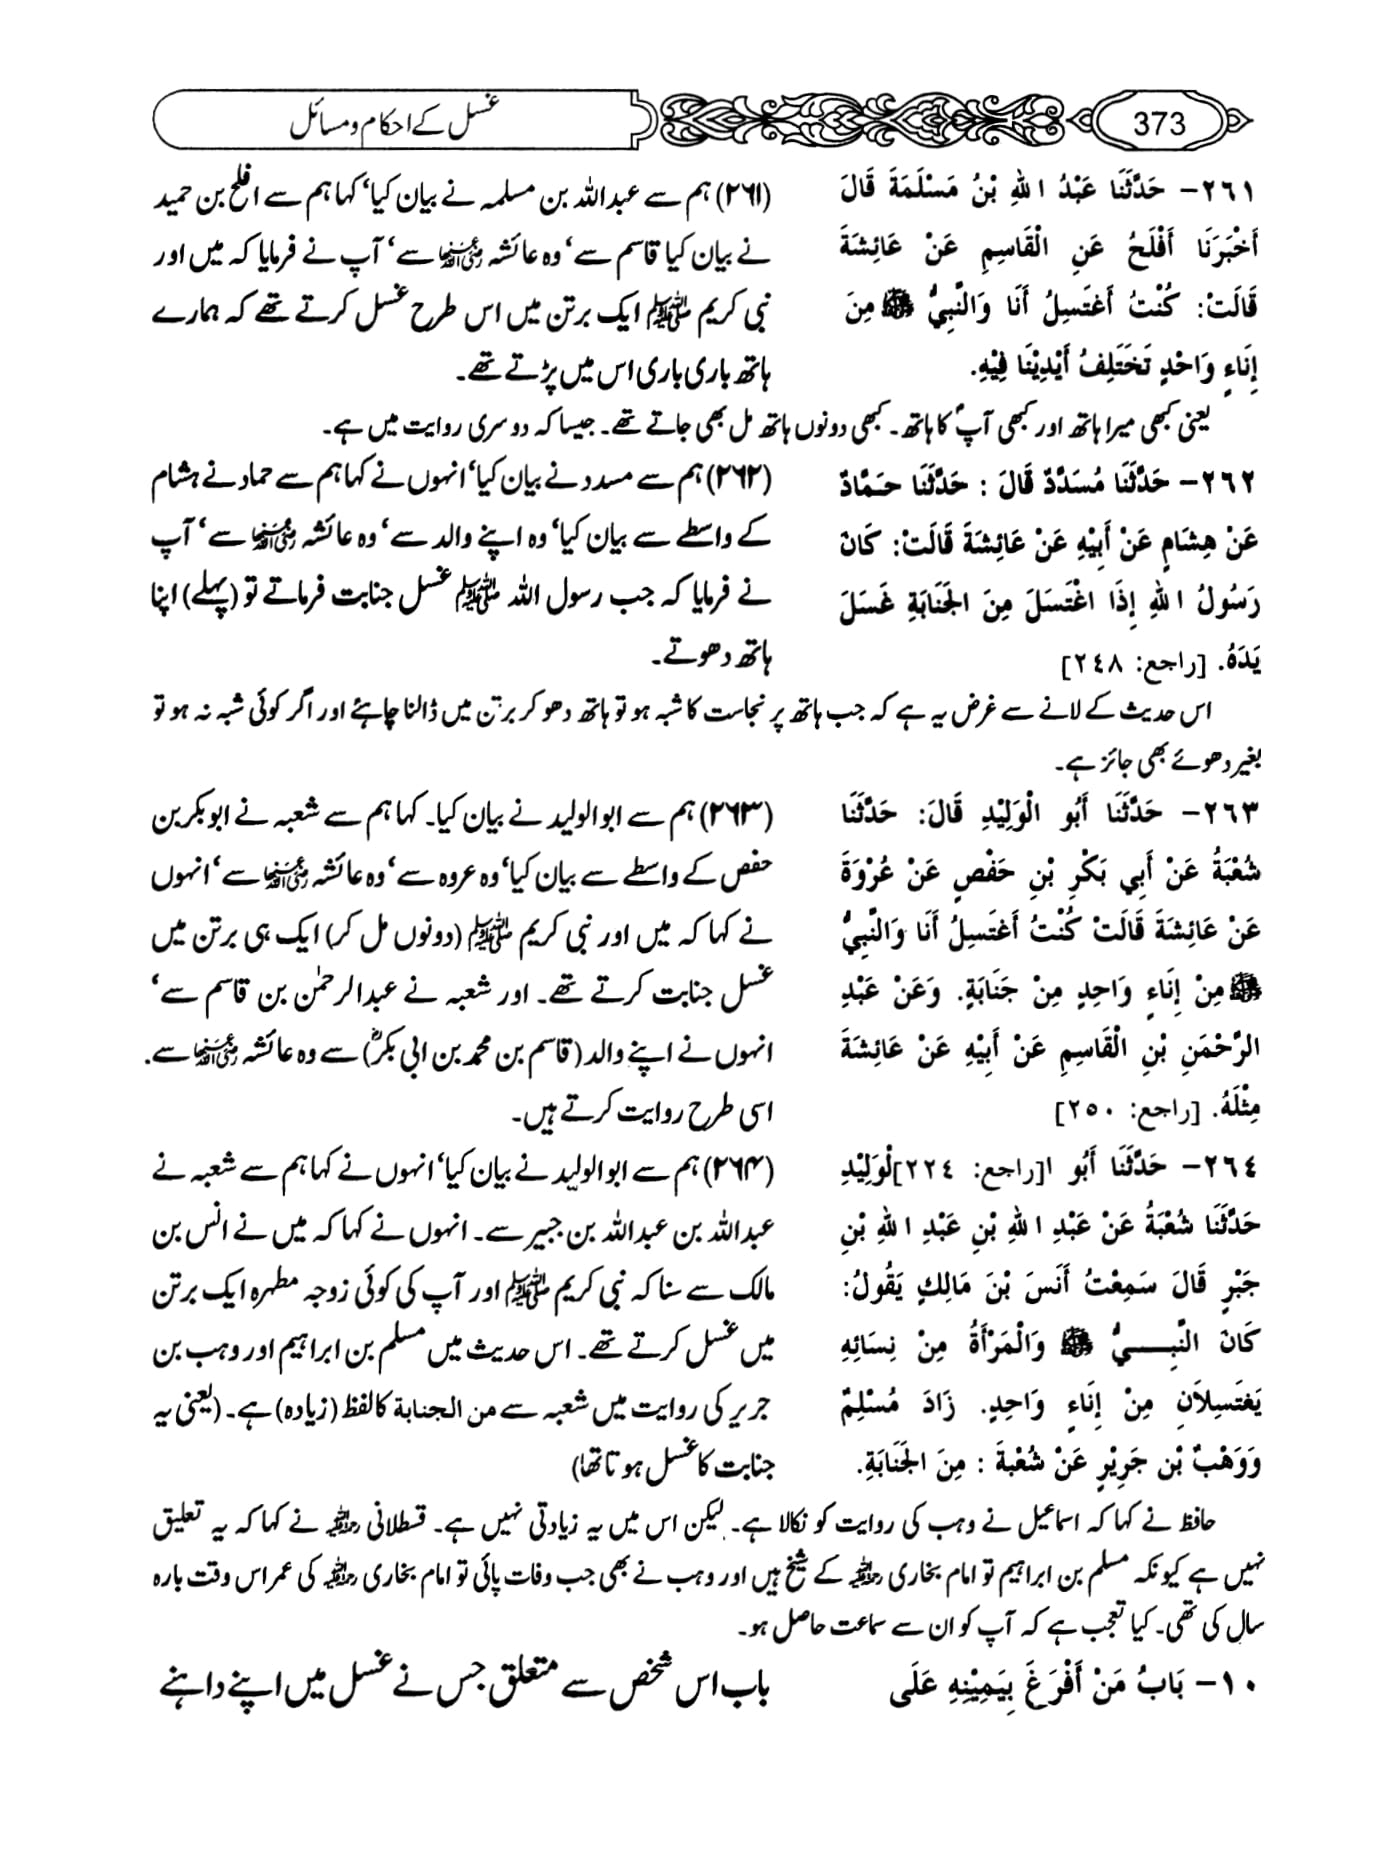 373
غسل کے احکام و مسائل
٢٦١- حَدَّثَنَا عَبْدُ اللهِ بْنُ مَسْلَمَةَ قَالَ
أَخْبَرَنَا أَفْلَحُ عَنِ الْقَاسِمِ عَنْ عَائِشَةَ
قَالَتْ: كُنْتُ أَغْتَسِلُ أَنَا وَالنَّبِيُّ ﷺ مِنَ
إِنَاءٍ وَاحْدٍ تَخْتَلِفُ أَيْدِيْنَا فِيْهِ.
(۲۶۱) ہم سے عبداللہ بن مسلمہ نے بیان کیا‘ کہا ہم سے افلح بن حمید
نے بیان کیا قاسم سے‘ وہ عائشہ رضی اللہ عنہا سے‘ آپ نے فرمایا کہ میں اور
نبی کریم ﷺ ایک برتن میں اس طرح غسل کرتے تھے کہ ہمارے
ہاتھ باری باری اس میں پڑتے تھے۔
یعنی کبھی میرا ہاتھ اور کبھی آپؐ کا ہاتھ۔ کبھی دونوں ہاتھ مل بھی جاتے تھے۔ جیسا کہ دوسری روایت میں ہے۔
٢٦٢- حَدَّثَنَا مُسَدَّدٌ قَالَ : حَدَّثَنَا حَمَّادٌ
عَنْ هِشَامٍ عَنْ أَبِيْهِ عَنْ عَائِشَةَ قَالَتْ: كَانَ
رَسُولُ اللهِ إِذَا اغْتَسَلَ مِنَ الْجَنَابَةِ غَسَلَ
يَدَهُ. [راجع: ٢٤٨]
(۲۶۲) ہم سے مسدد نے بیان کیا‘ انہوں نے کہا ہم سے حماد نے ہشام
کے واسطے سے بیان کیا‘ وہ اپنے والد سے‘ وہ عائشہ رضی اللہ عنہا سے‘ آپ
نے فرمایا کہ جب رسول اللہ ﷺ غسل جنابت فرماتے تو (پہلے) اپنا
ہاتھ دھوتے۔
اس حدیث کے لانے سے غرض یہ ہے کہ جب ہاتھ پر نجاست کا شبہ ہو تو ہاتھ دھو کر برتن میں ڈالنا چاہئے اور اگر کوئی شبہ نہ ہو تو
بغیر دھوئے بھی جائز ہے۔
٢٦٣- حَدَّثَنَا أَبُو الْوَلِيْدِ قَالَ: حَدَّثَنَا
شُعْبَةُ عَنْ أَبِي بَكْرِ بْنِ حَفْصٍ عَنْ عُرْوَةَ
عَنْ عَائِشَةَ قَالَتْ كُنْتُ أَغْتَسِلُ أَنَا وَالنَّبِيُّ
ﷺ مِنْ إِنَاءٍ وَاحِدٍ مِنْ جَنَابَةٍ. وَعَنْ عَبْدِ
الرَّحْمَنِ بْنِ الْقَاسِمِ عَنْ أَبِيْهِ عَنْ عَائِشَةَ
مِثْلَهُ. [راجع: ٢٥٠]
(۲۶۳) ہم سے ابوالولید نے بیان کیا۔ کہا ہم سے شعبہ نے ابوبکر بن
حفص کے واسطے سے بیان کیا‘ وہ عروہ سے‘ وہ عائشہ رضی اللہ عنہا سے‘ انہوں
نے کہا کہ میں اور نبی کریم ﷺ (دونوں مل کر) ایک ہی برتن میں
غسل جنابت کرتے تھے۔ اور شعبہ نے عبدالرحمٰن بن قاسم سے‘
انہوں نے اپنے والد (قاسم بن محمد بن ابی بکرؓ) سے وہ عائشہ رضی اللہ عنہا سے۔
اسی طرح روایت کرتے ہیں۔
٢٦٤- حَدَّثَنَا أَبُو ا[راجع: ٢٢٤]لْوَلِيْدِ
حَدَّثَنَا شُعْبَةُ عَنْ عَبْدِ اللهِ بْنِ عَبْدِ اللهِ بْنِ
جَبْرٍ قَالَ سَمِعْتُ أَنَسَ بْنَ مَالِكٍ يَقُولُ:
كَانَ النَّبِيُّ ﷺ وَالْمَرْأَةُ مِنْ نِسَائِهِ
يَغْتَسِلاَنِ مِنْ إِنَاءٍ وَاحِدٍ. زَادَ مُسْلِمٌ
وَوَهْبٌ بْن جَرِيْرٍ عَنْ شُعْبةَ : مِنَ الْجَنَابَةِ.
(۲۶۴) ہم سے ابوالولید نے بیان کیا‘ انہوں نے کہا ہم سے شعبہ نے
عبداللہ بن عبداللہ بن جبیر سے۔ انہوں نے کہا کہ میں نے انس بن
مالک سے سنا کہ نبی کریم ﷺ اور آپ کی کوئی زوجہ مطہرہ ایک برتن
میں غسل کرتے تھے۔ اس حدیث میں مسلم بن ابراہیم اور وہب بن
جریر کی روایت میں شعبہ سے من الجنابة کا لفظ (زیادہ) ہے۔ (یعنی یہ
جنابت کا غسل ہوتا تھا)
حافظ نے کہا کہ اسماعیل نے وہب کی روایت کو نکالا ہے۔ لیکن اس میں یہ زیادتی نہیں ہے۔ قسطلانی رحمہ اللہ نے کہا کہ یہ تعلیق
نہیں ہے کیونکہ مسلم بن ابراہیم تو امام بخاری رحمہ اللہ کے شیخ ہیں اور وہب نے بھی جب وفات پائی تو امام بخاری رحمہ اللہ کی عمر اس وقت بارہ
سال کی تھی۔ کیا تعجب ہے کہ آپ کو ان سے سماعت حاصل ہو۔
١٠- بَابُ مَنْ أَفْرَغَ بِيَمِيْنِهِ عَلَى
باب اس شخص سے متعلق جس نے غسل میں اپنے داہنے